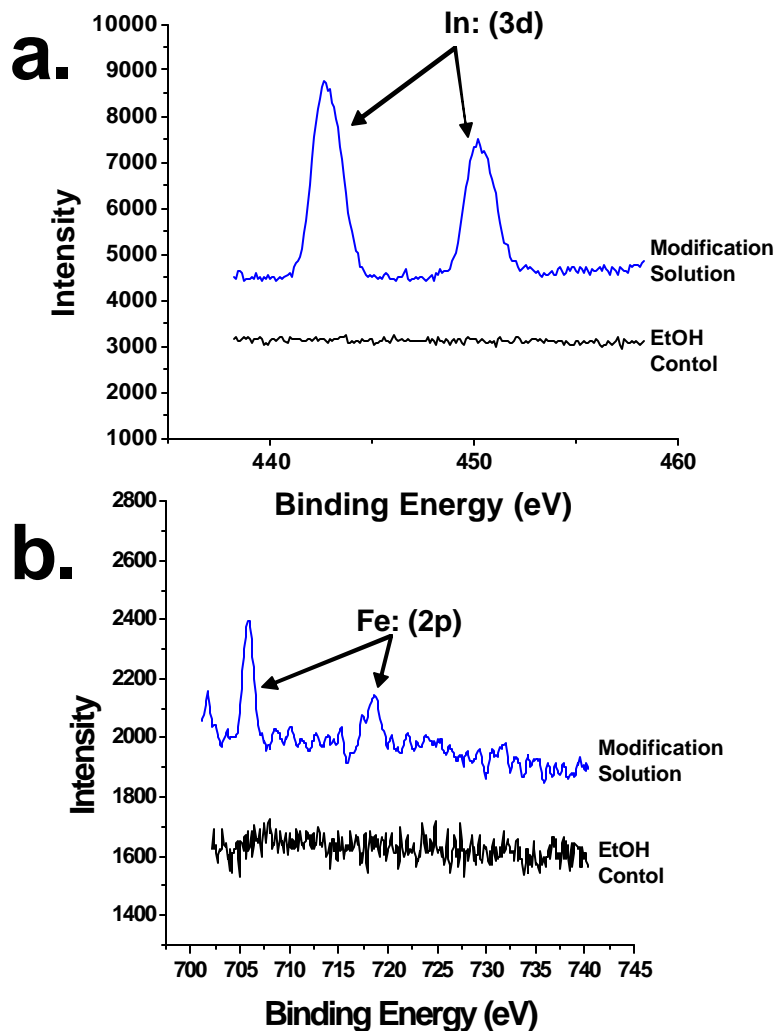 a.
In: (3d)
10000
9000
8000
7000
6000
5000
4000
3000
2000
1000
Intensity
Modification
Solution
EtOH
Contol
440
450
460
Binding Energy (eV)
b.
Fe: (2p)
2800
2600
2400
2200
2000
1800
1600
1400
Intensity
Modification
Solution
EtOH
Contol
700 705 710 715 720 725 730 735 740 745
Binding Energy (eV)